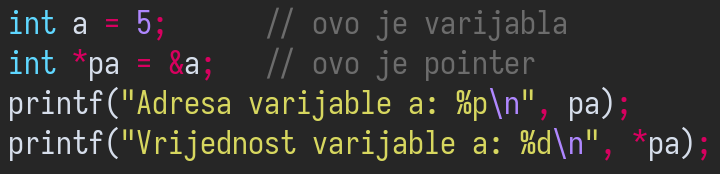 int a = 5;      // ovo je varijabla
int *pa = &a;   // ovo je pointer
printf("Adresa varijable a: %p\n", pa);
printf("Vrijednost varijable a: %d\n", *pa);